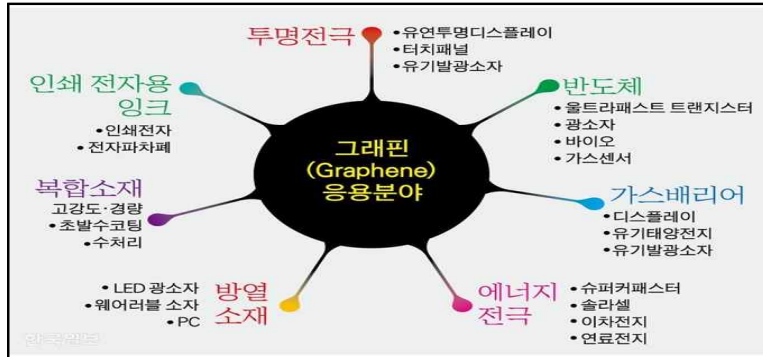 투명전극
•유연투명디스플레이
•터치패널
•유기발광소자
반도체
•울트라패스트 트랜지스터
•광소자
•바이오
•가스센서
가스배리어
•디스플레이
•유기태양전지
•유기발광소자
에너지
전극
•슈퍼커패스터
•솔라셀
•이차전지
•연료전지
방열
소재
•LED 광소자
•웨어러블 소자
•PC
복합소재
고강도·경량
•초발수코팅
•수처리
인쇄 전자용
잉크
•인쇄전자
•전자파차폐
그래핀
(Graphene)
응용분야
한국일보